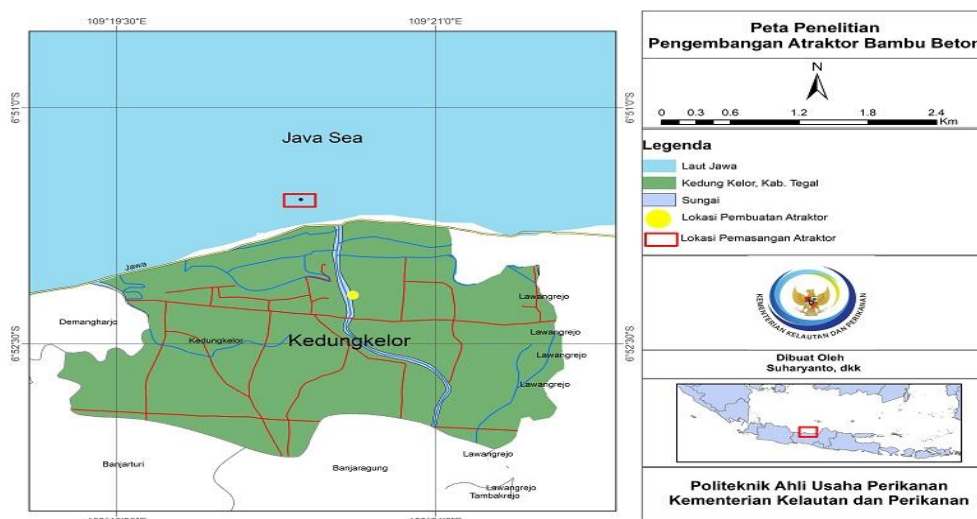 109°19'30"E
109°21'0"E
6°51'0"S
6°51'0"S
Java Sea
Jawa
Demangharjo
Kedungkelor
Kedungkelor
Lawangrejo
Lawangrejo
Lawangrejo
Lawangrejo
Lawangrejo
Lawangrejo
Tambakrejo
Banjarturi
Banjaragung
6°52'30"S
6°52'30"S
Peta Penelitian
Pengembangan Atraktor Bambu Beton
N
0 0.3 0.6 1.2 1.8 2.4
Km
Legenda
Laut Jawa
Kedung Kelor, Kab. Tegal
Sungai
Lokasi Pembuatan Atraktor
Lokasi Pemasangan Atraktor
KEMENTERIAN KELAUTAN DAN PERIKANAN
Dibuat Oleh
Suharyanto, dkk
Politeknik Ahli Usaha Perikanan
Kementerian Kelautan dan Perikanan